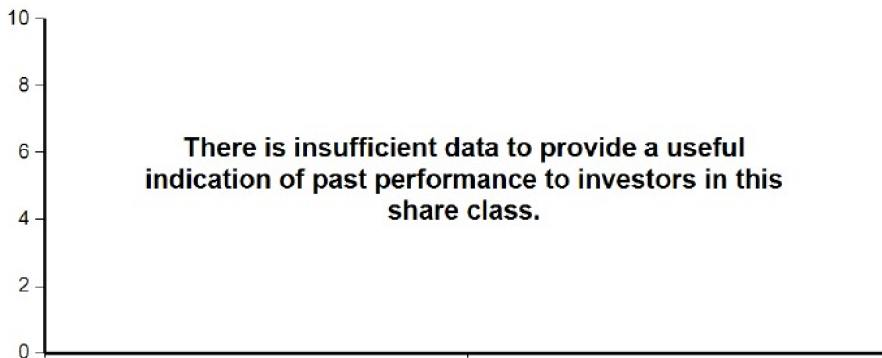 10
8
There is insufficient data to provide a useful
6
indication of past performance to investors in this
share class.
4
2
0